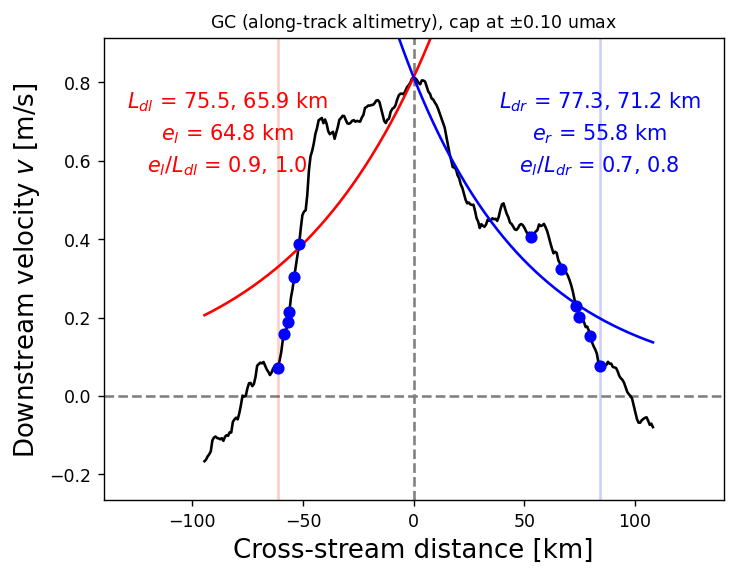 GC (along-track altimetry), cap at ±0.10 umax
L_dl = 75.5, 65.9 km
e_l = 64.8 km
e_l/L_dl = 0.9, 1.0
L_dr = 77.3, 71.2 km
e_r = 55.8 km
e_l/L_dr = 0.7, 0.8
Downstream velocity v [m/s]
0.8
0.6
0.4
0.2
0.0
−0.2
−100
−50
0
50
100
Cross-stream distance [km]